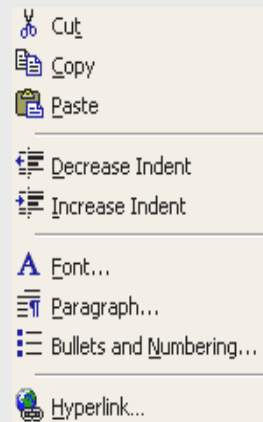 Cut
Copy
Paste
Decrease Indent
Increase Indent
Font...
Paragraph...
Bullets and Numbering...
Hyperlink...